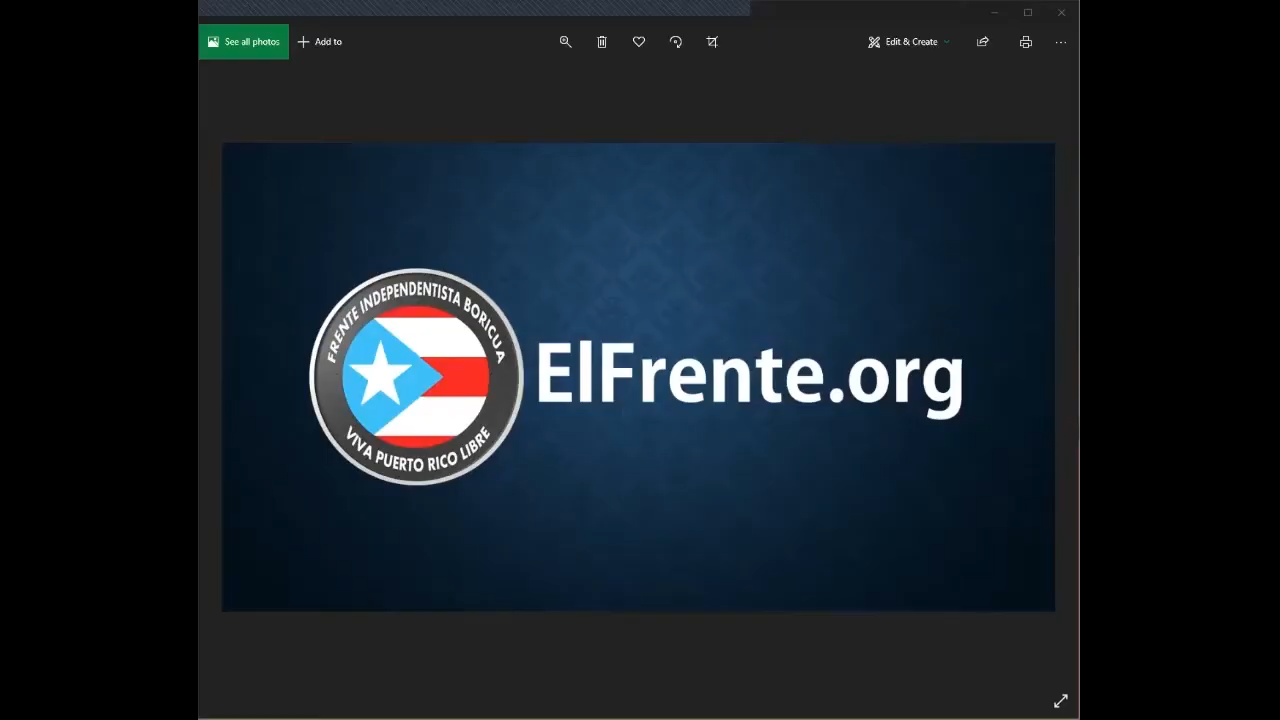 See all photos
Add to
Edit & Create
FRENTE INDEPENDENTISTA BORICUA
ElFrente.org
VIVA PUERTO RICO LIBRE